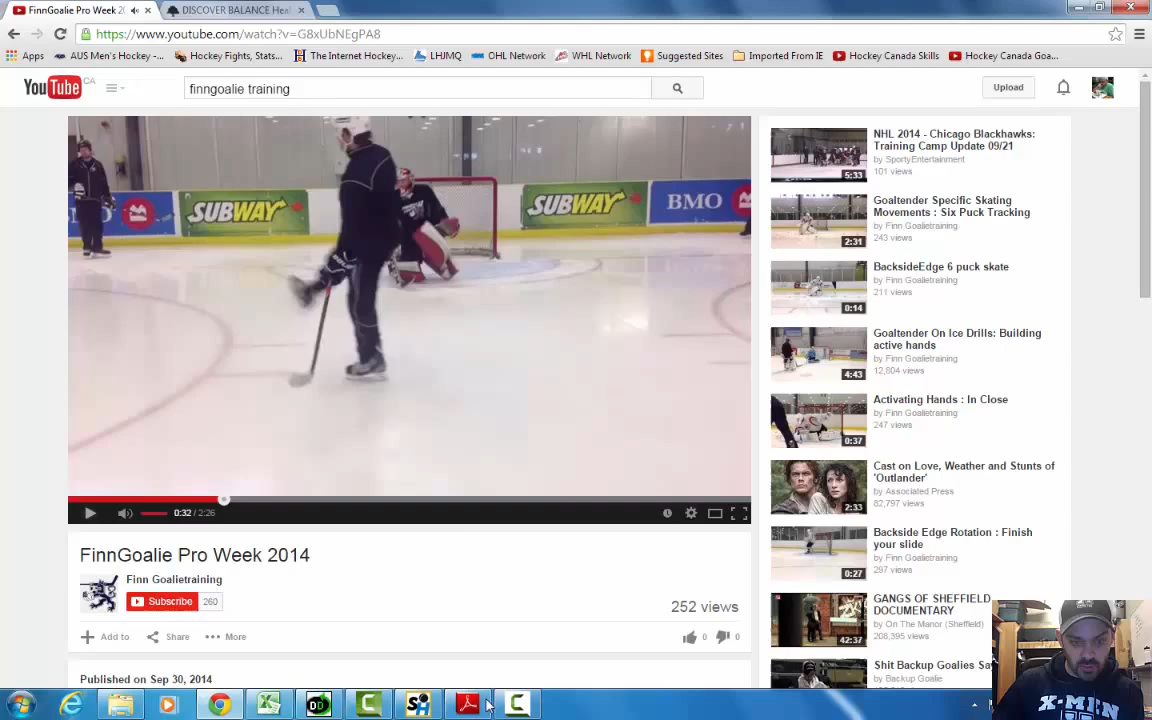 FinnGoalie Pro Week 2
DISCOVER BALANCE Heal
https://www.youtube.com/watch?v=G8xUbNEgPA8
Apps
AUS Men's Hockey -...
Hockey Fights, Stats...
The Internet Hockey...
LHJMQ
OHL Network
WHL Network
Suggested Sites
Imported From IE
Hockey Canada Skills
Hockey Canada Goa...
YouTube CA
finngoalie training
Upload
SUBWAY
SUBWAY
BMO
0:32 / 2:26
FinnGoalie Pro Week 2014
Finn Goalietraining
Subscribe 260
252 views
Add to
Share
More
0
0
Published on Sep 30, 2014
NHL 2014 - Chicago Blackhawks:
Training Camp Update 09/21
by SportyEntertainment
101 views
5:33
Goaltender Specific Skating
Movements : Six Puck Tracking
by Finn Goalietraining
243 views
2:31
BacksideEdge 6 puck skate
by Finn Goalietraining
211 views
0:14
Goaltender On Ice Drills: Building
active hands
by Finn Goalietraining
12,804 views
4:43
Activating Hands : In Close
by Finn Goalietraining
247 views
0:37
Cast on Love, Weather and Stunts of
'Outlander'
by Associated Press
82,797 views
2:33
Backside Edge Rotation : Finish
your slide
by Finn Goalietraining
297 views
0:27
GANGS OF SHEFFIELD
DOCUMENTARY
by On The Manor (Sheffield)
208,395 views
42:37
Shit Backup Goalies Sa
by Backup Goalie
X-MEN